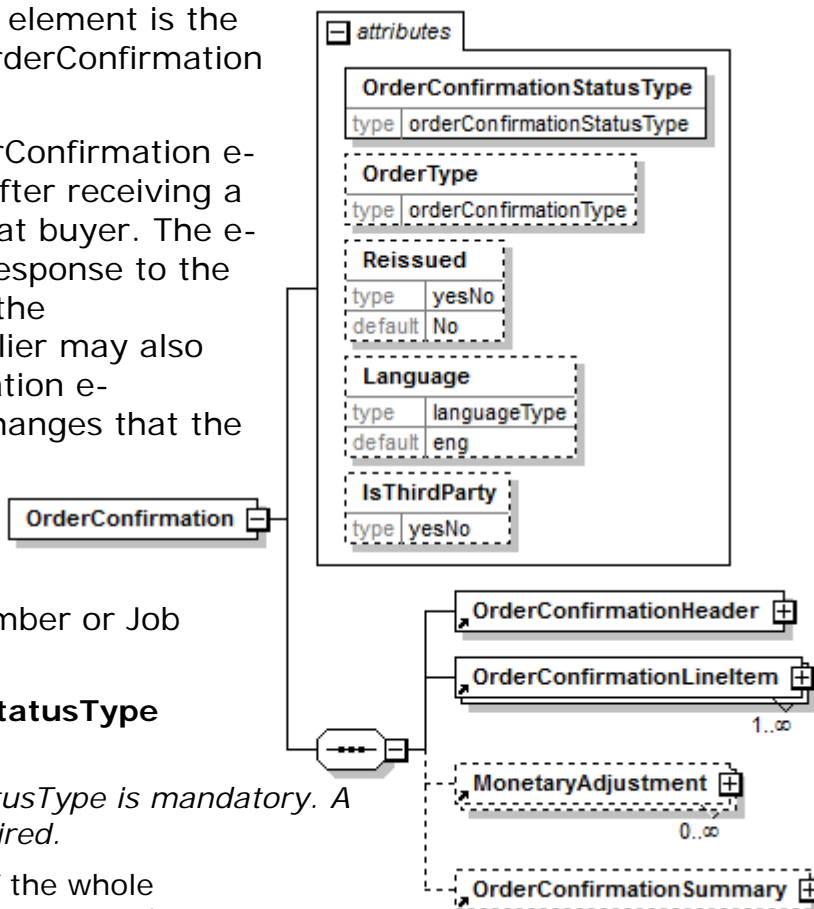 element is the
rderConfirmation
rConfirmation e-
fter receiving a
at buyer. The e-
esponse to the
the
lier may also
ation e-
hanges that the
mber or Job
tatusType
tusType is mandatory. A
ired.
f the whole
attributes
OrderConfirmationStatusType
type orderConfirmationStatusType
OrderType
type orderConfirmationType
Reissued
type yesNo
default No
Language
type languageType
default eng
IsThirdParty
type yesNo
OrderConfirmation
OrderConfirmationHeader
OrderConfirmationLineItem
1..∞
MonetaryAdjustment
0..∞
OrderConfirmationSummary